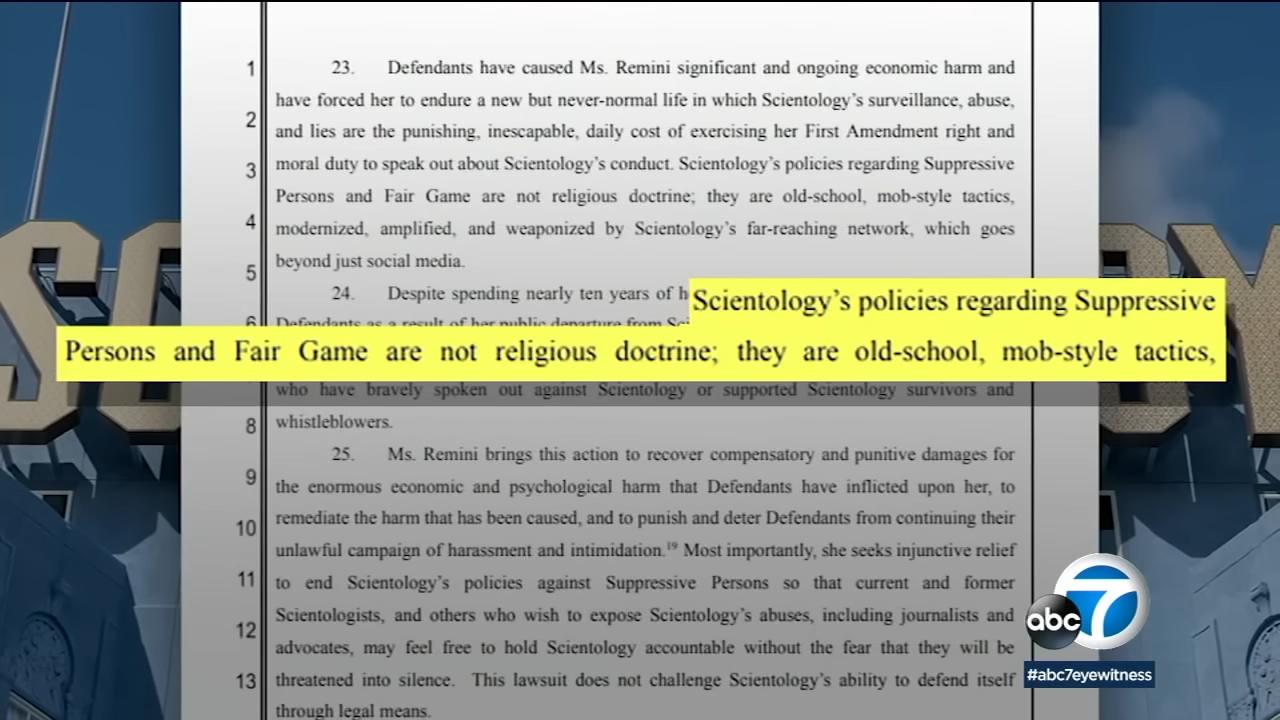 1 23. Defendants have caused Ms. Remini significant and ongoing economic harm and
have forced her to endure a new but never-normal life in which Scientology's surveillance, abuse,
2
and lies are the punishing, inescapable, daily cost of exercising her First Amendment right and
3 moral duty to speak out about Scientology's conduct. Scientology's policies regarding Suppressive
Persons and Fair Game are not religious doctrine; they are old-school, mob-style tactics,
4 modernized, amplified, and weaponized by Scientology's far-reaching network, which goes
5 beyond just social media.
24. Despite spending nearly ten years of h
Scientology's policies regarding Suppressive
6 Defendants as a result of her public departure from Sci
Persons and Fair Game are not religious doctrine; they are old-school, mob-style tactics,
who have bravely spoken out against Scientology or supported Scientology survivors and
8 whistleblowers.
25. Ms. Remini brings this action to recover compensatory and punitive damages for
9 the enormous economic and psychological harm that Defendants have inflicted upon her, to
10 remediate the harm that has been caused, and to punish and deter Defendants from continuing their
unlawful campaign of harassment and intimidation.19 Most importantly, she seeks injunctive relief
11 to end Scientology's policies against Suppressive Persons so that current and former
Scientologists, and others who wish to expose Scientology's abuses, including journalists and
12
advocates, may feel free to hold Scientology accountable without the fear that they will be
13 threatened into silence. This lawsuit does not challenge Scientology's ability to defend itself
through legal means.
abc 7
#abc7eyewitness